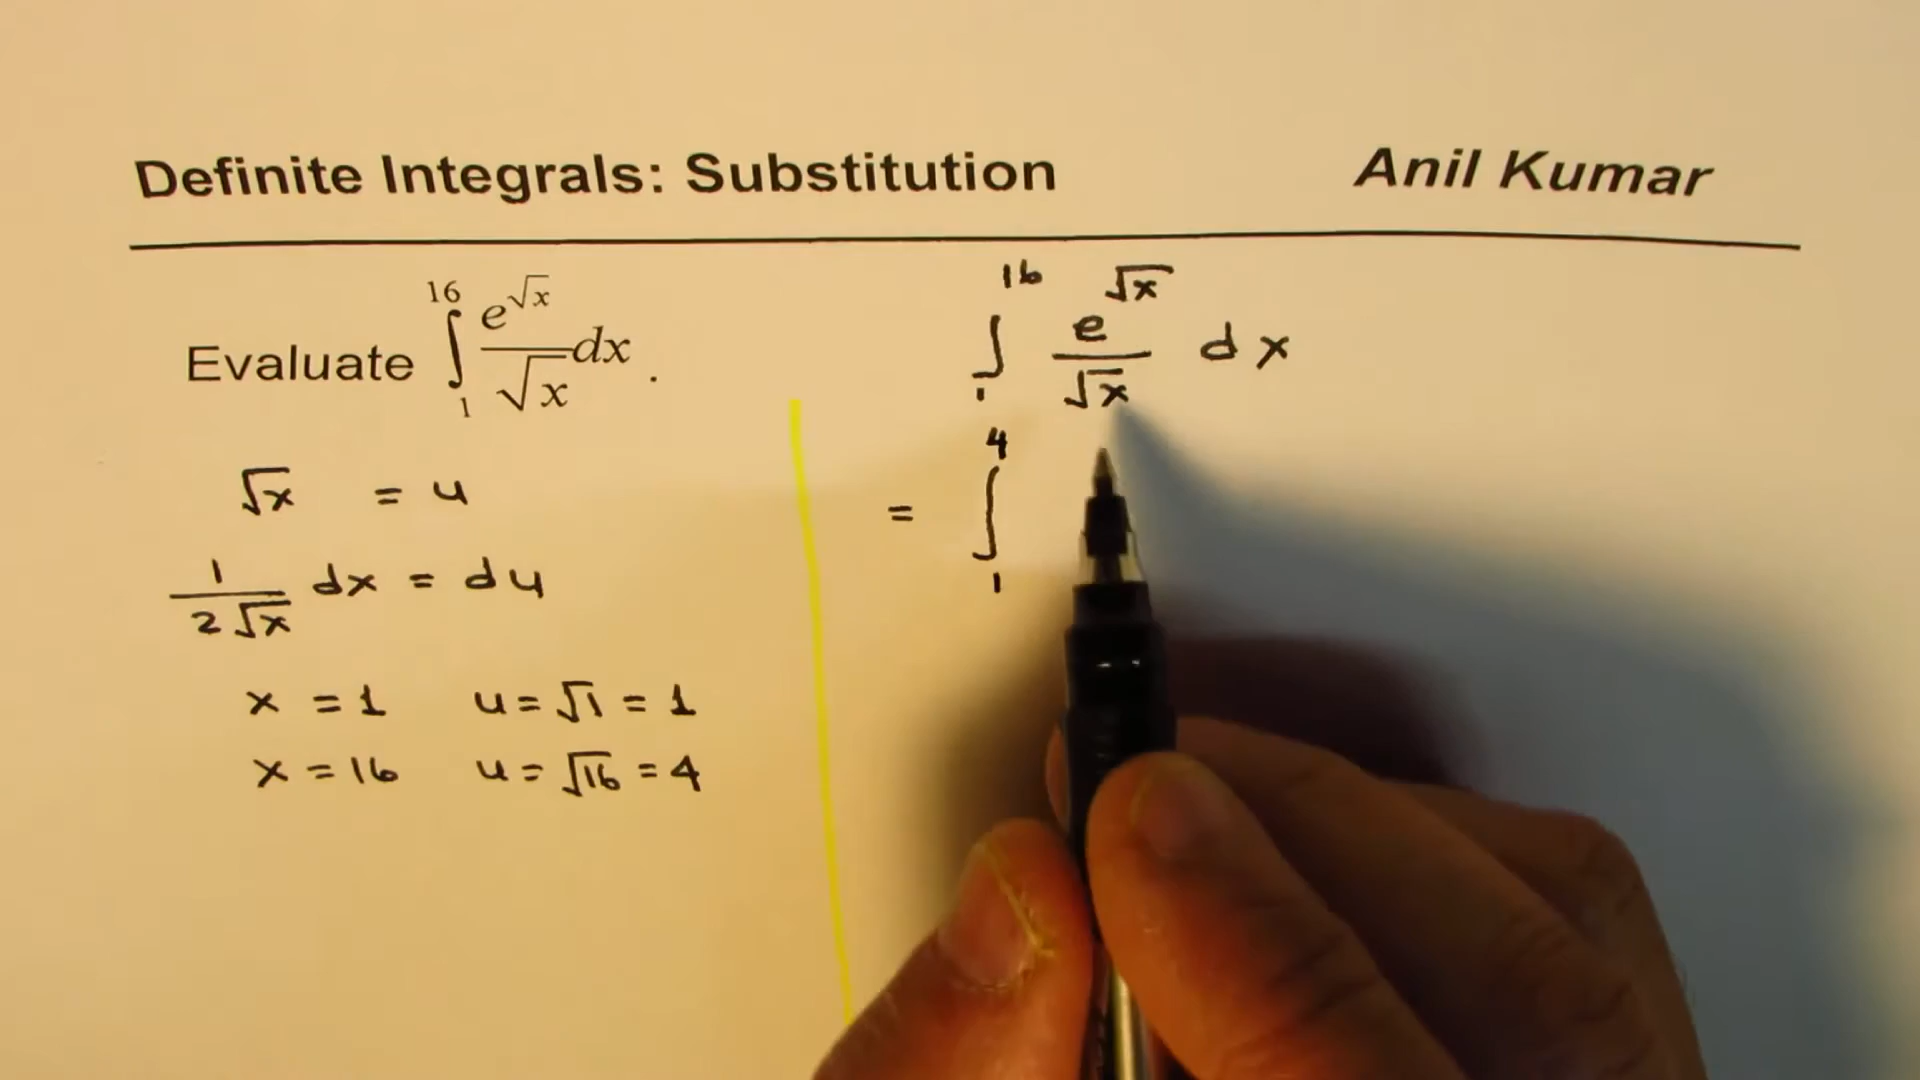 Definite Integrals: Substitution
Anil Kumar
Evaluate ∫₁¹⁶ e^√x/√x dx .
√x = u
1/(2√x) dx = du
x = 1 u = √1 = 1
x = 16 u = √16 = 4
∫₁¹⁶ e^√x/√x dx
= ∫₁⁴